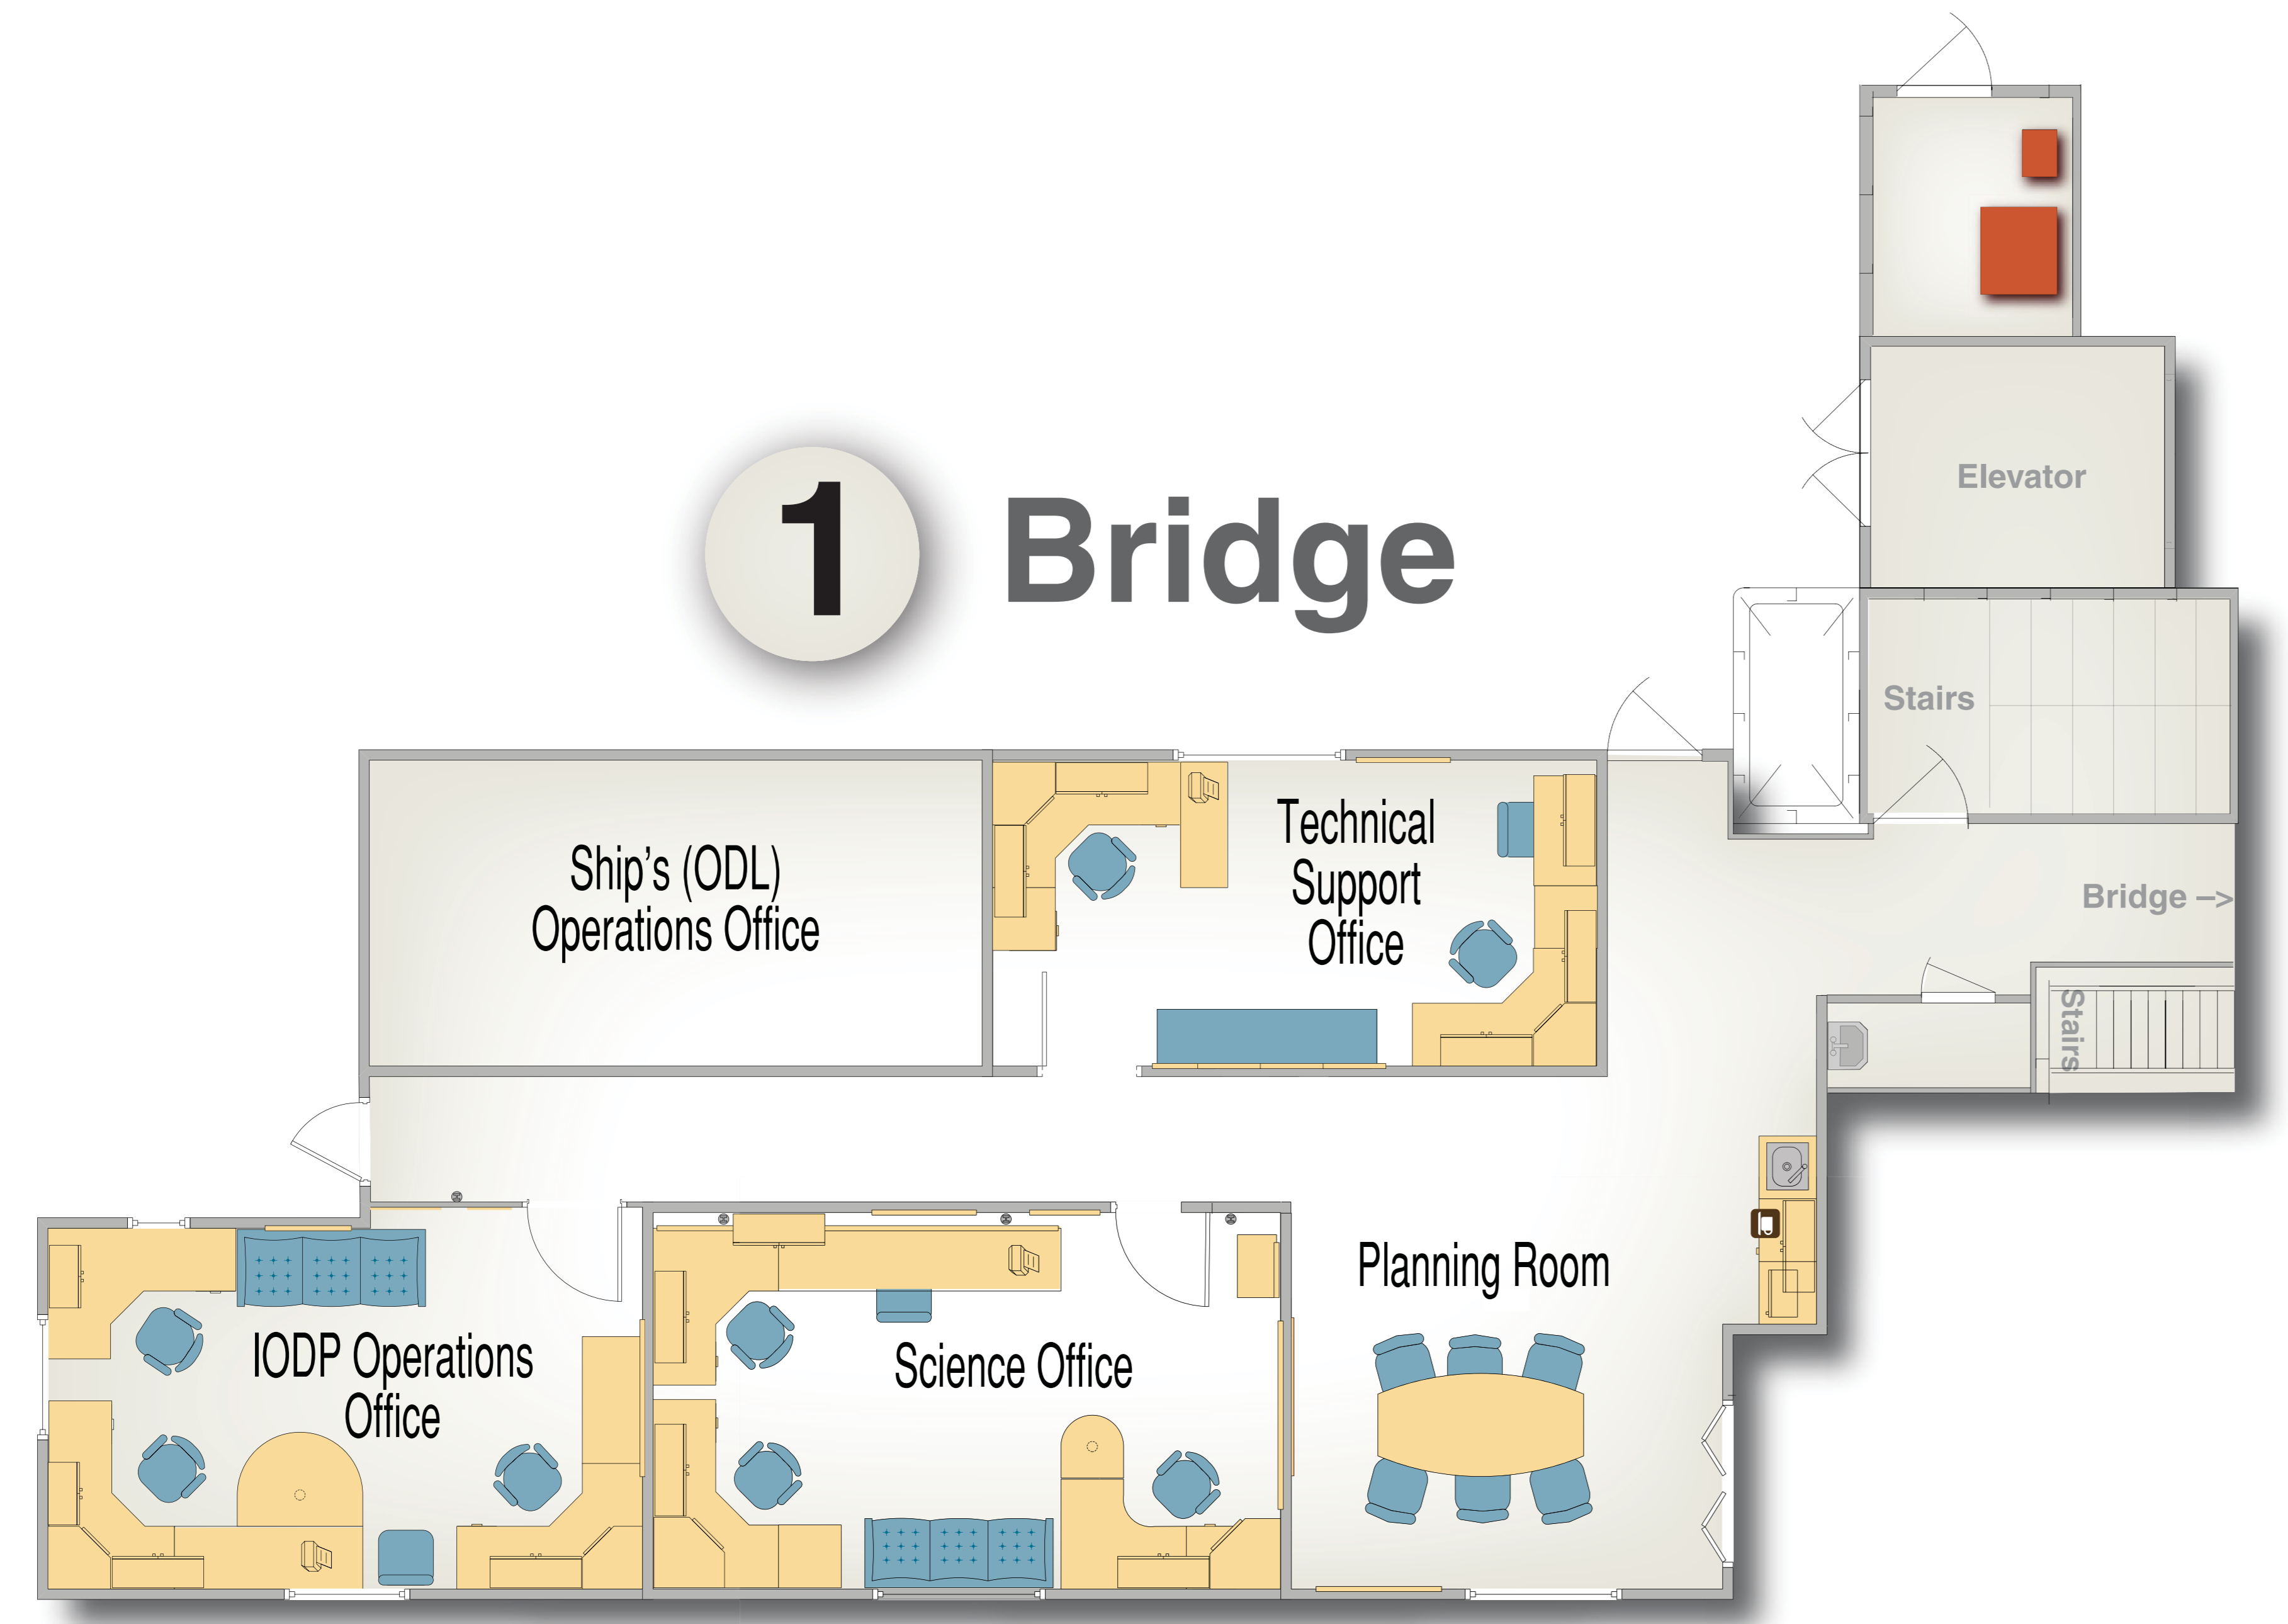 1 Bridge
Elevator
Stairs
Bridge –>
Stairs
Ship's (ODL)
Operations Office
Technical
Support
Office
Planning Room
IODP Operations
Office
Science Office